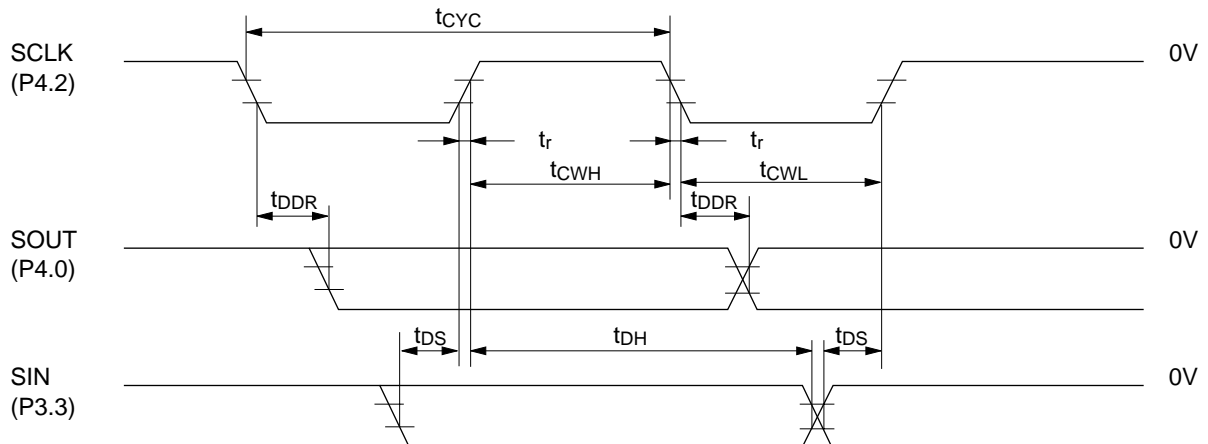 tCYC
SCLK
(P4.2)
0V
tr
tr
tCWH
tCWL
tDDR
tDDR
SOUT
(P4.0)
0V
tDS
tDH
tDS
SIN
(P3.3)
0V